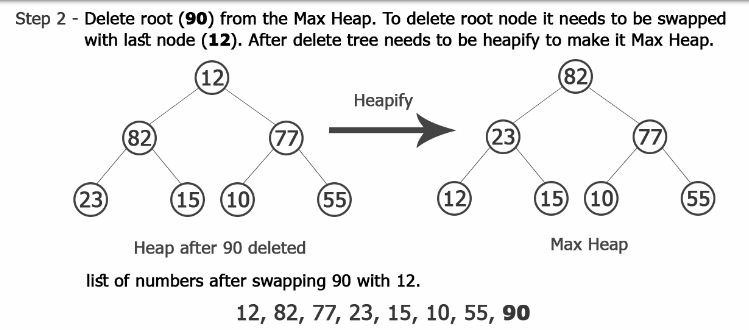 Step 2 - Delete root (90) from the Max Heap. To delete root node it needs to be swapped
with last node (12). After delete tree needs to be heapify to make it Max Heap.
12
82
82 77
Heapify
23 77
23 15 10 55
12 15 10 55
Heap after 90 deleted
Max Heap
list of numbers after swapping 90 with 12.
12, 82, 77, 23, 15, 10, 55, 90